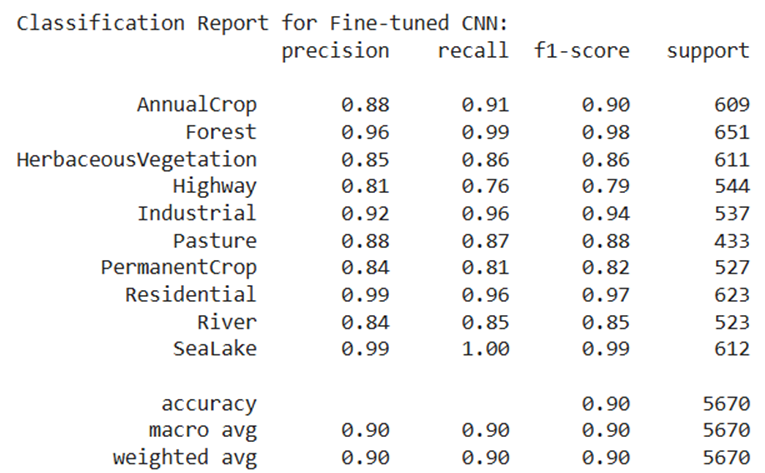 Classification Report for Fine-tuned CNN:
precision recall f1-score support
AnnualCrop 0.88 0.91 0.90 609
Forest 0.96 0.99 0.98 651
HerbaceousVegetation 0.85 0.86 0.86 611
Highway 0.81 0.76 0.79 544
Industrial 0.92 0.96 0.94 537
Pasture 0.88 0.87 0.88 433
PermanentCrop 0.84 0.81 0.82 527
Residential 0.99 0.96 0.97 623
River 0.84 0.85 0.85 523
SeaLake 0.99 1.00 0.99 612
accuracy 0.90 5670
macro avg 0.90 0.90 0.90 5670
weighted avg 0.90 0.90 0.90 5670